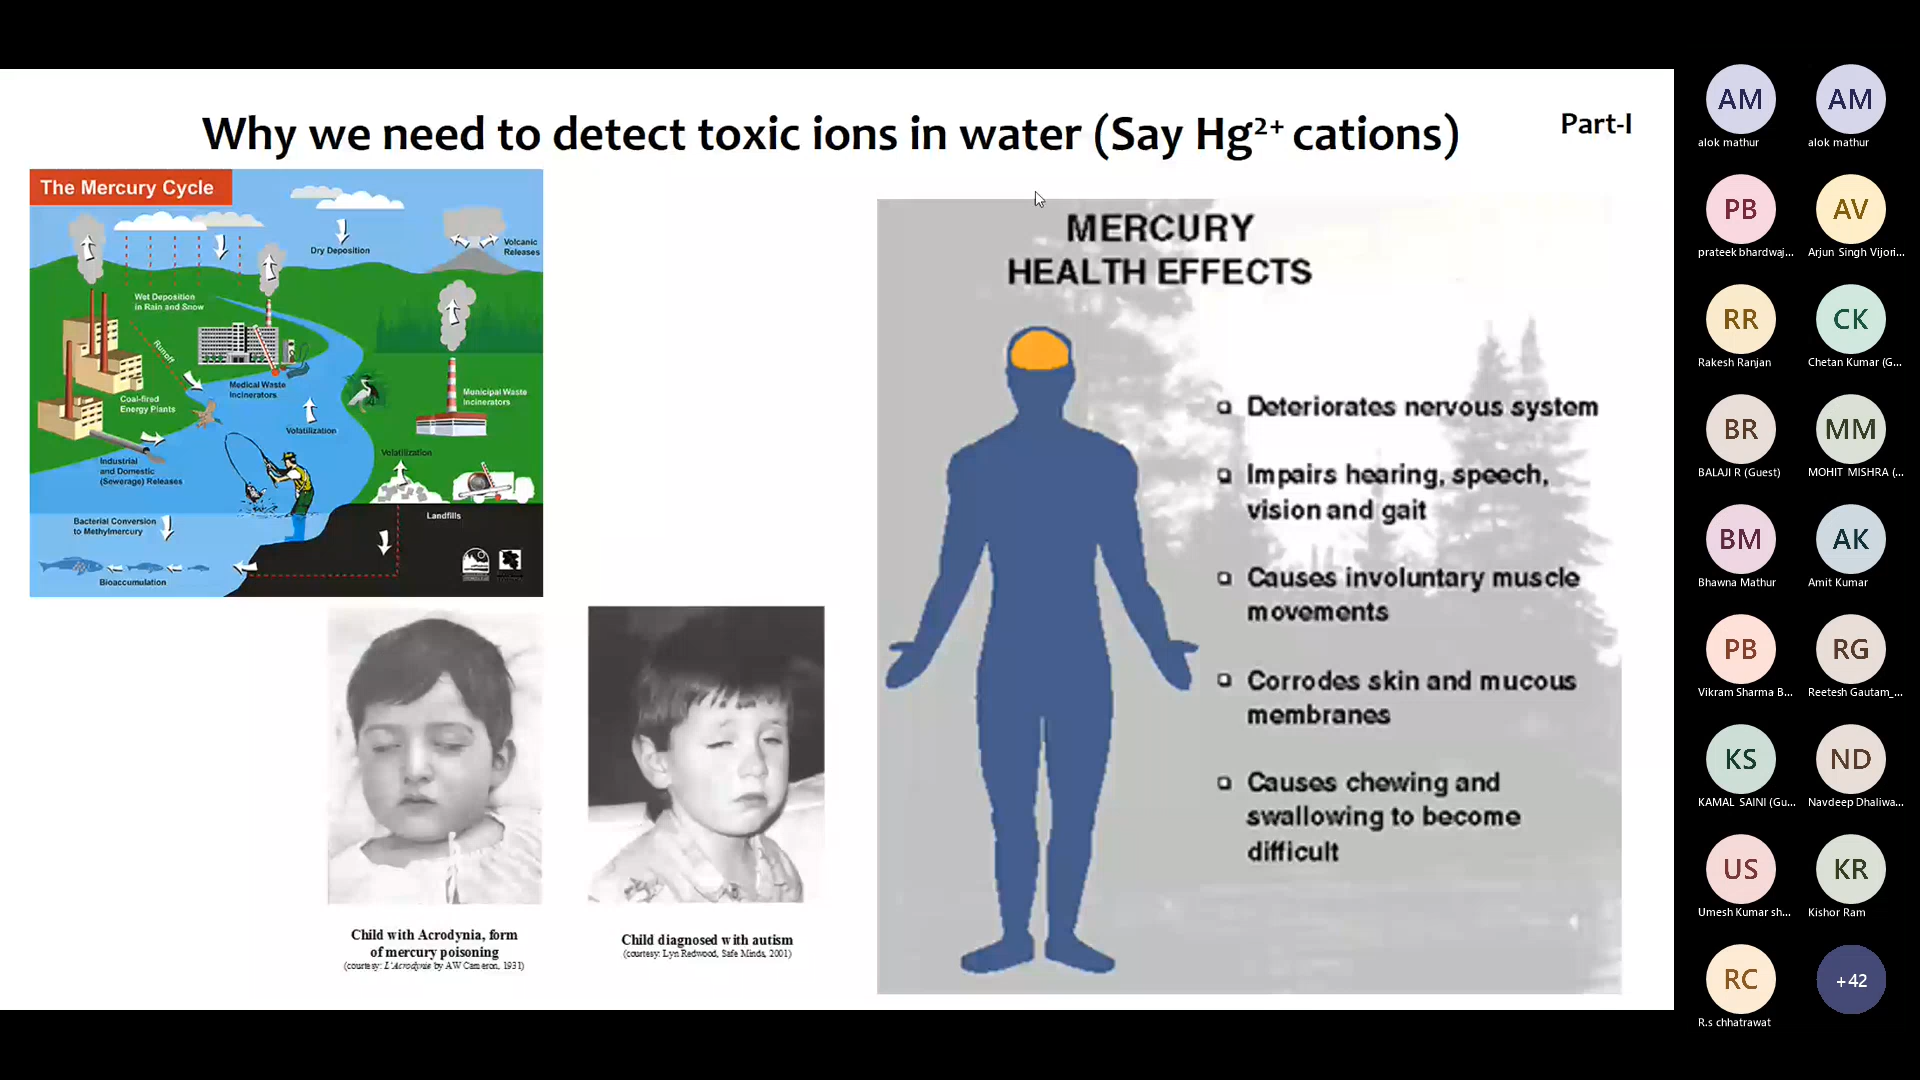 Why we need to detect toxic ions in water (Say Hg²⁺ cations)
Part-I
The Mercury Cycle
Dry Deposition
Volcanic
Releases
Wet Deposition
in Rain and Snow
Runoff
Medical Waste
Incinerators
Municipal Waste
Incinerators
Coal-fired
Energy Plants
Volatilization
Volatilization
Industrial
and Domestic
(Sewerage) Releases
Landfills
Bacterial Conversion
to Methylmercury
Bioaccumulation
Child with Acrodynia, form
of mercury poisoning
(courtesy: L'Acrodynie by AW Cameron, 1931)
Child diagnosed with autism
(courtesy: Lyn Redwood, Safe Minds, 2001)
MERCURY
HEALTH EFFECTS
Deteriorates nervous system
Impairs hearing, speech,
vision and gait
Causes involuntary muscle
movements
Corrodes skin and mucous
membranes
Causes chewing and
swallowing to become
difficult
AM
alok mathur
AM
alok mathur
PB
prateek bhardwaj...
AV
Arjun Singh Vijori...
RR
Rakesh Ranjan
CK
Chetan Kumar (G...
BR
BALAJI R (Guest)
MM
MOHIT MISHRA (...
BM
Bhawna Mathur
AK
Amit Kumar
PB
Vikram Sharma B...
RG
Reetesh Gautam_...
KS
KAMAL SAINI (Gu...
ND
Navdeep Dhaliwa...
US
Umesh Kumar sh...
KR
Kishor Ram
RC
R.s chhatrawat
+42